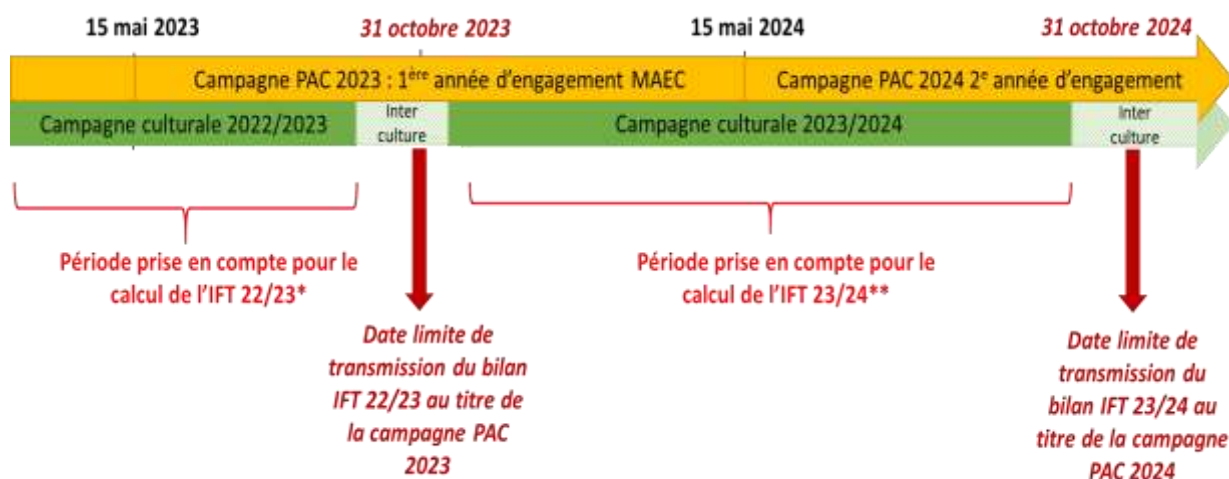 15 mai 2023
31 octobre 2023
15 mai 2024
31 octobre 2024
Campagne PAC 2023 : 1ère année d'engagement MAEC
Campagne PAC 2024 2e année d'engagement
Campagne culturale 2022/2023
Inter
culture
Campagne culturale 2023/2024
Inter
culture
Période prise en compte pour le
calcul de l'IFT 22/23*
Période prise en compte pour le
calcul de l'IFT 23/24**
Date limite de
transmission du bilan
IFT 22/23 au titre de
la campagne PAC
2023
Date limite de
transmission du
bilan IFT 23/24 au
titre de la campagne
PAC 2024